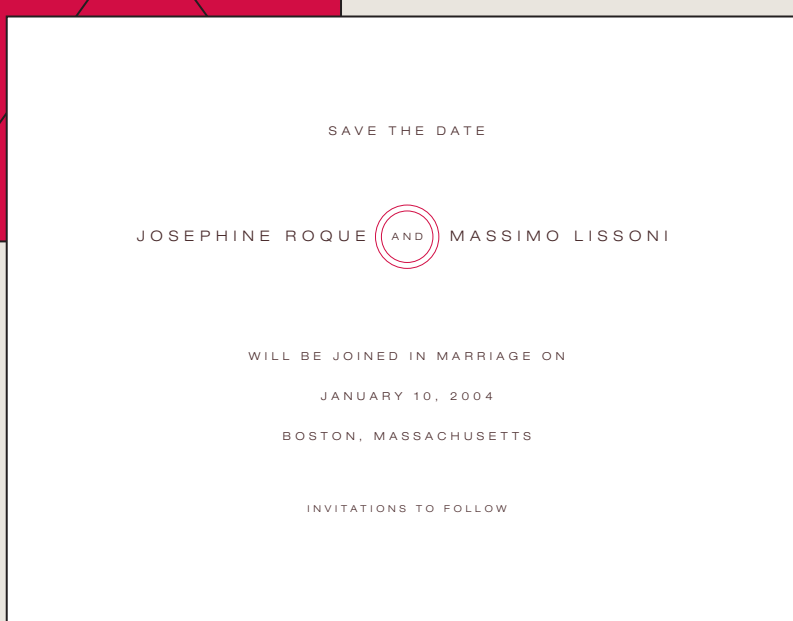 SAVE THE DATE
JOSEPHINE ROQUE AND MASSIMO LISSONI
WILL BE JOINED IN MARRIAGE ON
JANUARY 10, 2004
BOSTON, MASSACHUSETTS
INVITATIONS TO FOLLOW